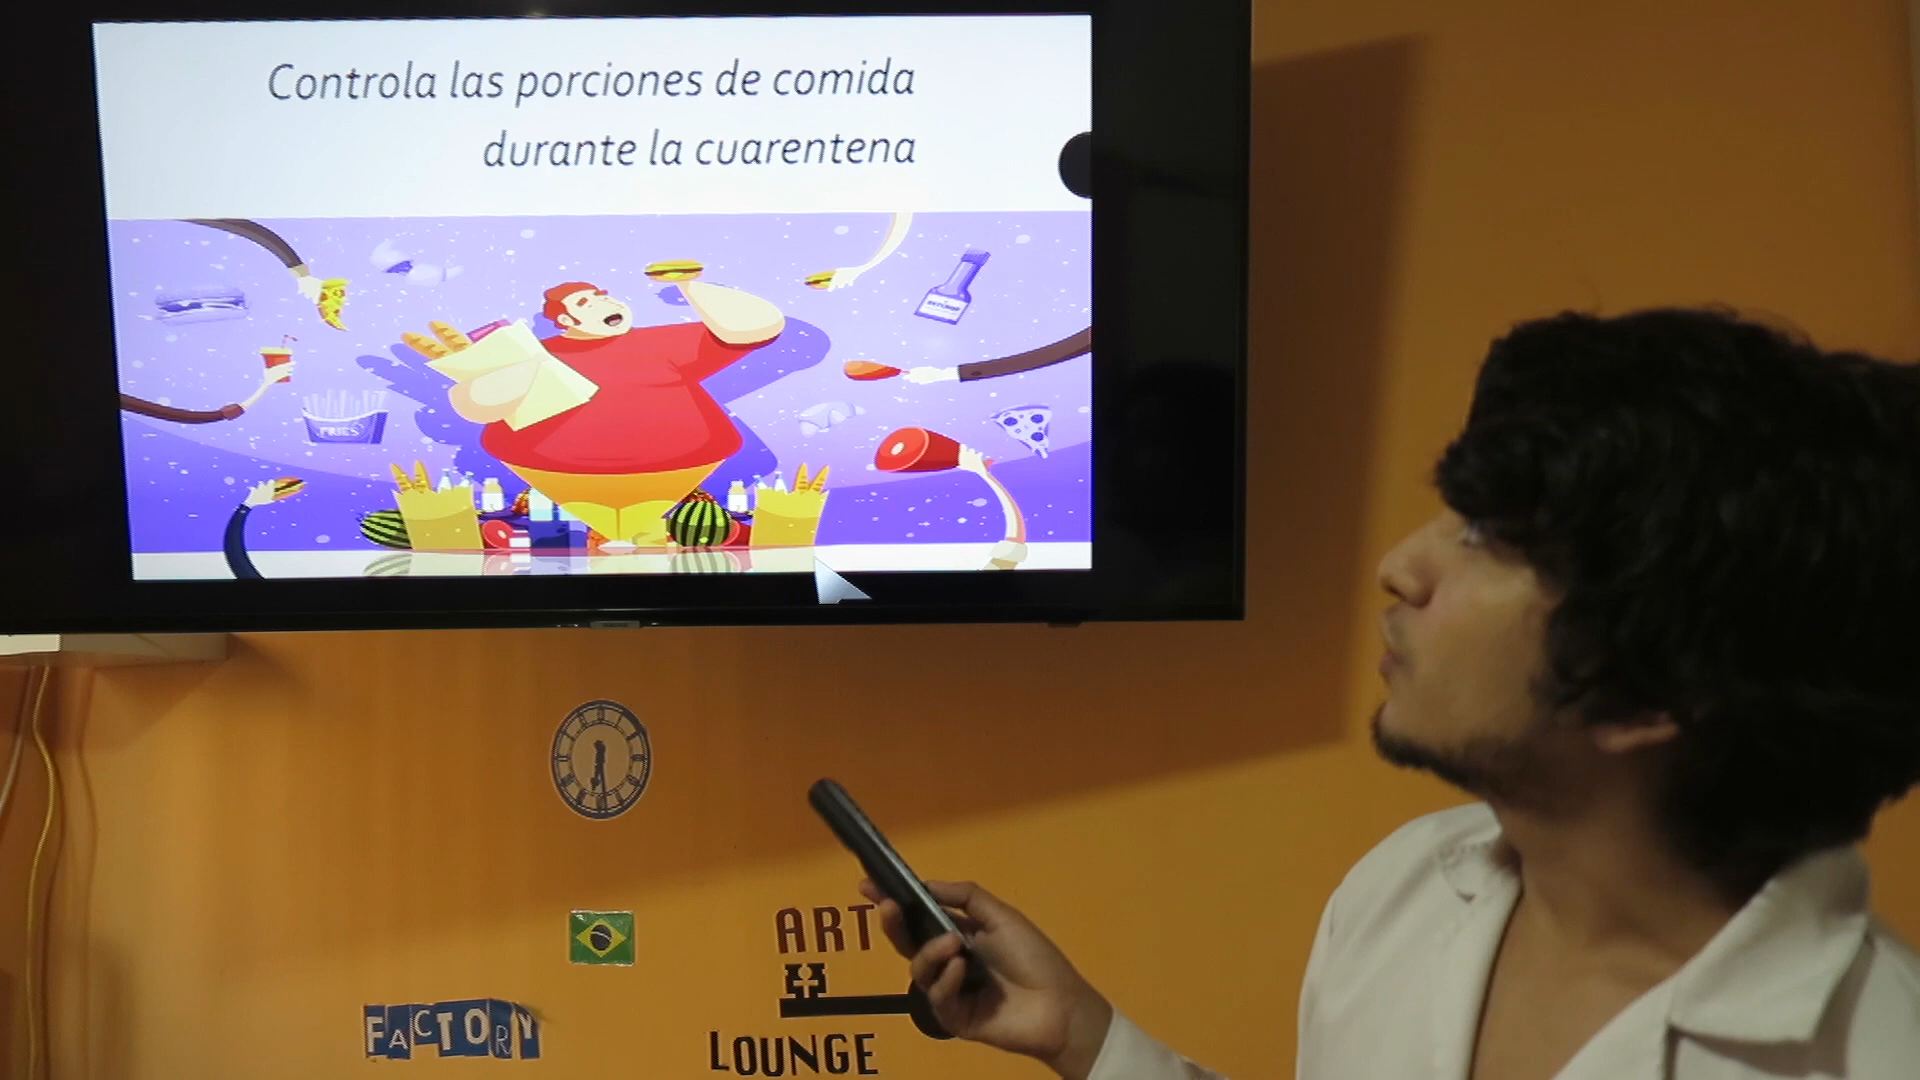 Controla las porciones de comida
durante la cuarentena
FRIES
ART
LOUNGE
FACTORY